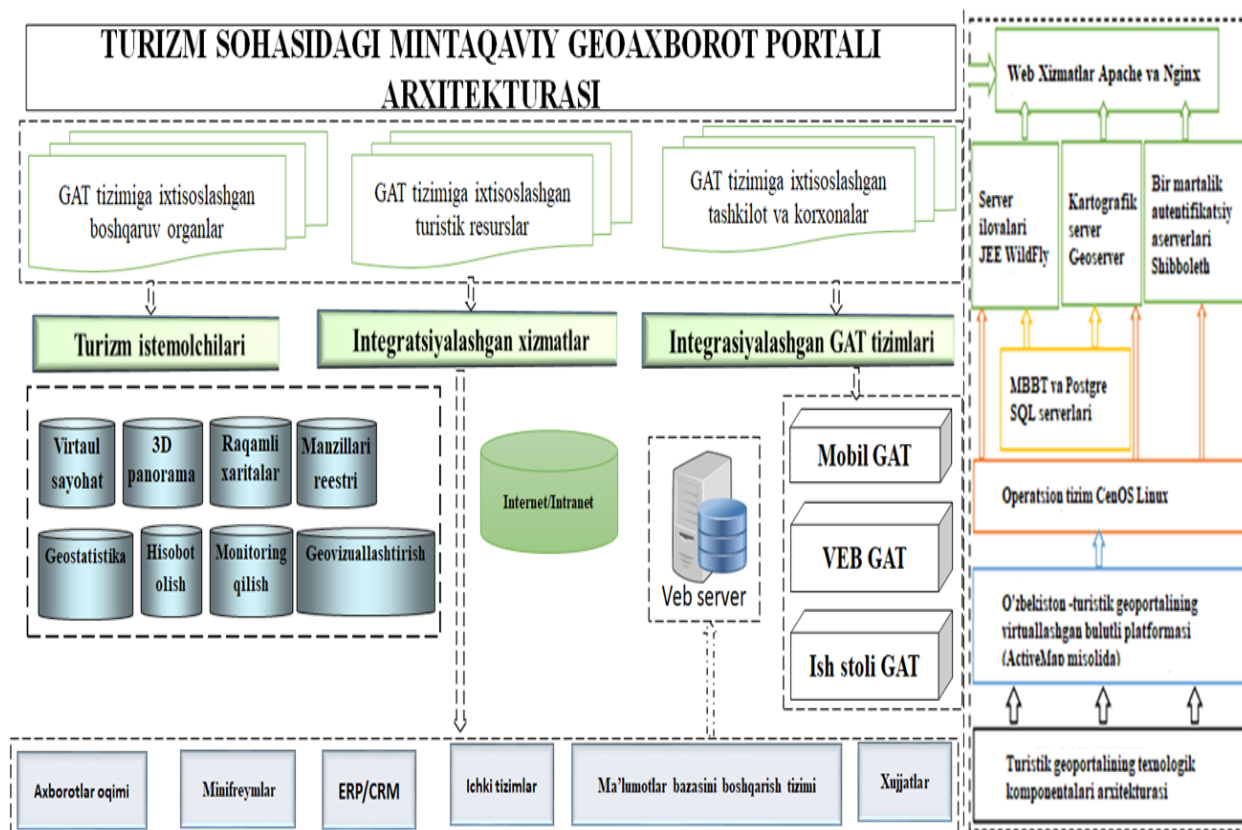 TURIZM SOHASIDAGI MINTAQAVIY GEOAXBOROT PORTALI
ARXITEKTURASI
GAT tizimiga ixtisoslashgan
boshqaruv organlar
GAT tizimiga ixtisoslashgan
turistik resurslar
GAT tizimiga ixtisoslashgan
tashkilot va korxonalar
Turizm istemolchilari
Integratsiyalashgan xizmatlar
Integrasiyalashgan GAT tizimlari
Virtaul
sayohat
3D
panorama
Raqamli
xaritalar
Manzillari
reestri
Geostatistika
Hisobot
olish
Monitoring
qilish
Geovizuallashtirish
Internet/Intranet
Veb server
Mobil GAT
VEB GAT
Ish stoli GAT
Axborotlar oqimi
Minifreymlar
ERP/CRM
Ichki tizimlar
Ma'lumotlar bazasini boshqarish tizimi
Xujjatlar
Web Xizmatlar Apache va Nginx
Server
ilovalari
JEE WildFly
Kartografik
server
Geoserver
Bir martalik
autentifikatsiy
aserverlari
Shibboleth
MBBT va Postgre
SQL serverlari
Operatsion tizim CenOS Linux
O'zbekiston -turistik geoportalining
virtuallashgan bulutli platformasi
(ActiveMap misolida)
Turistik geoportalining texnologik
komponentalari arxitekturasi